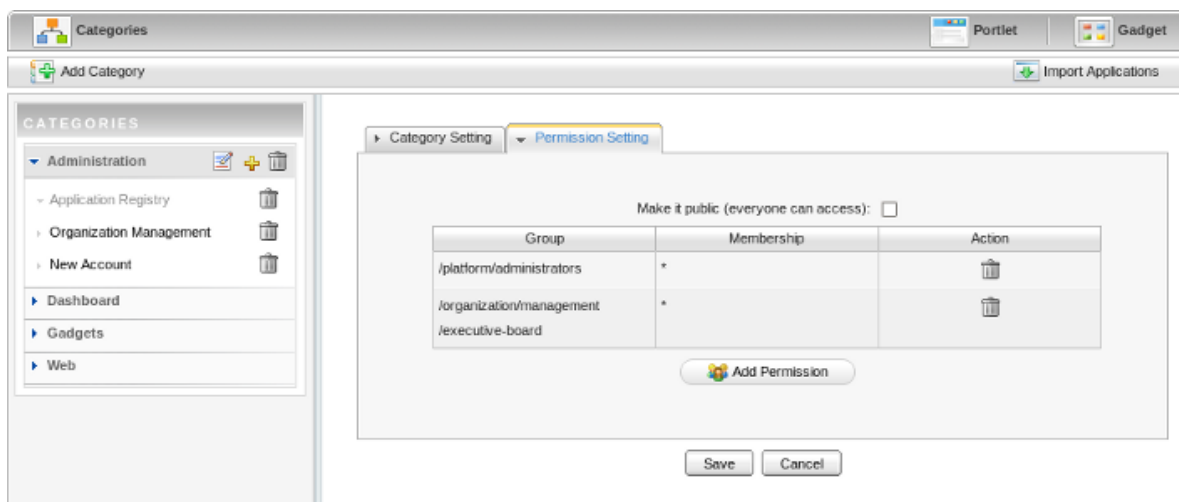 Categories Portlet Gadget
Add Category Import Applications
CATEGORIES
Administration
Application Registry
Organization Management
New Account
Dashboard
Gadgets
Web
Category Setting Permission Setting
Make it public (everyone can access):
Group Membership Action
/platform/administrators *
/organization/management *
/executive-board
Add Permission
Save Cancel